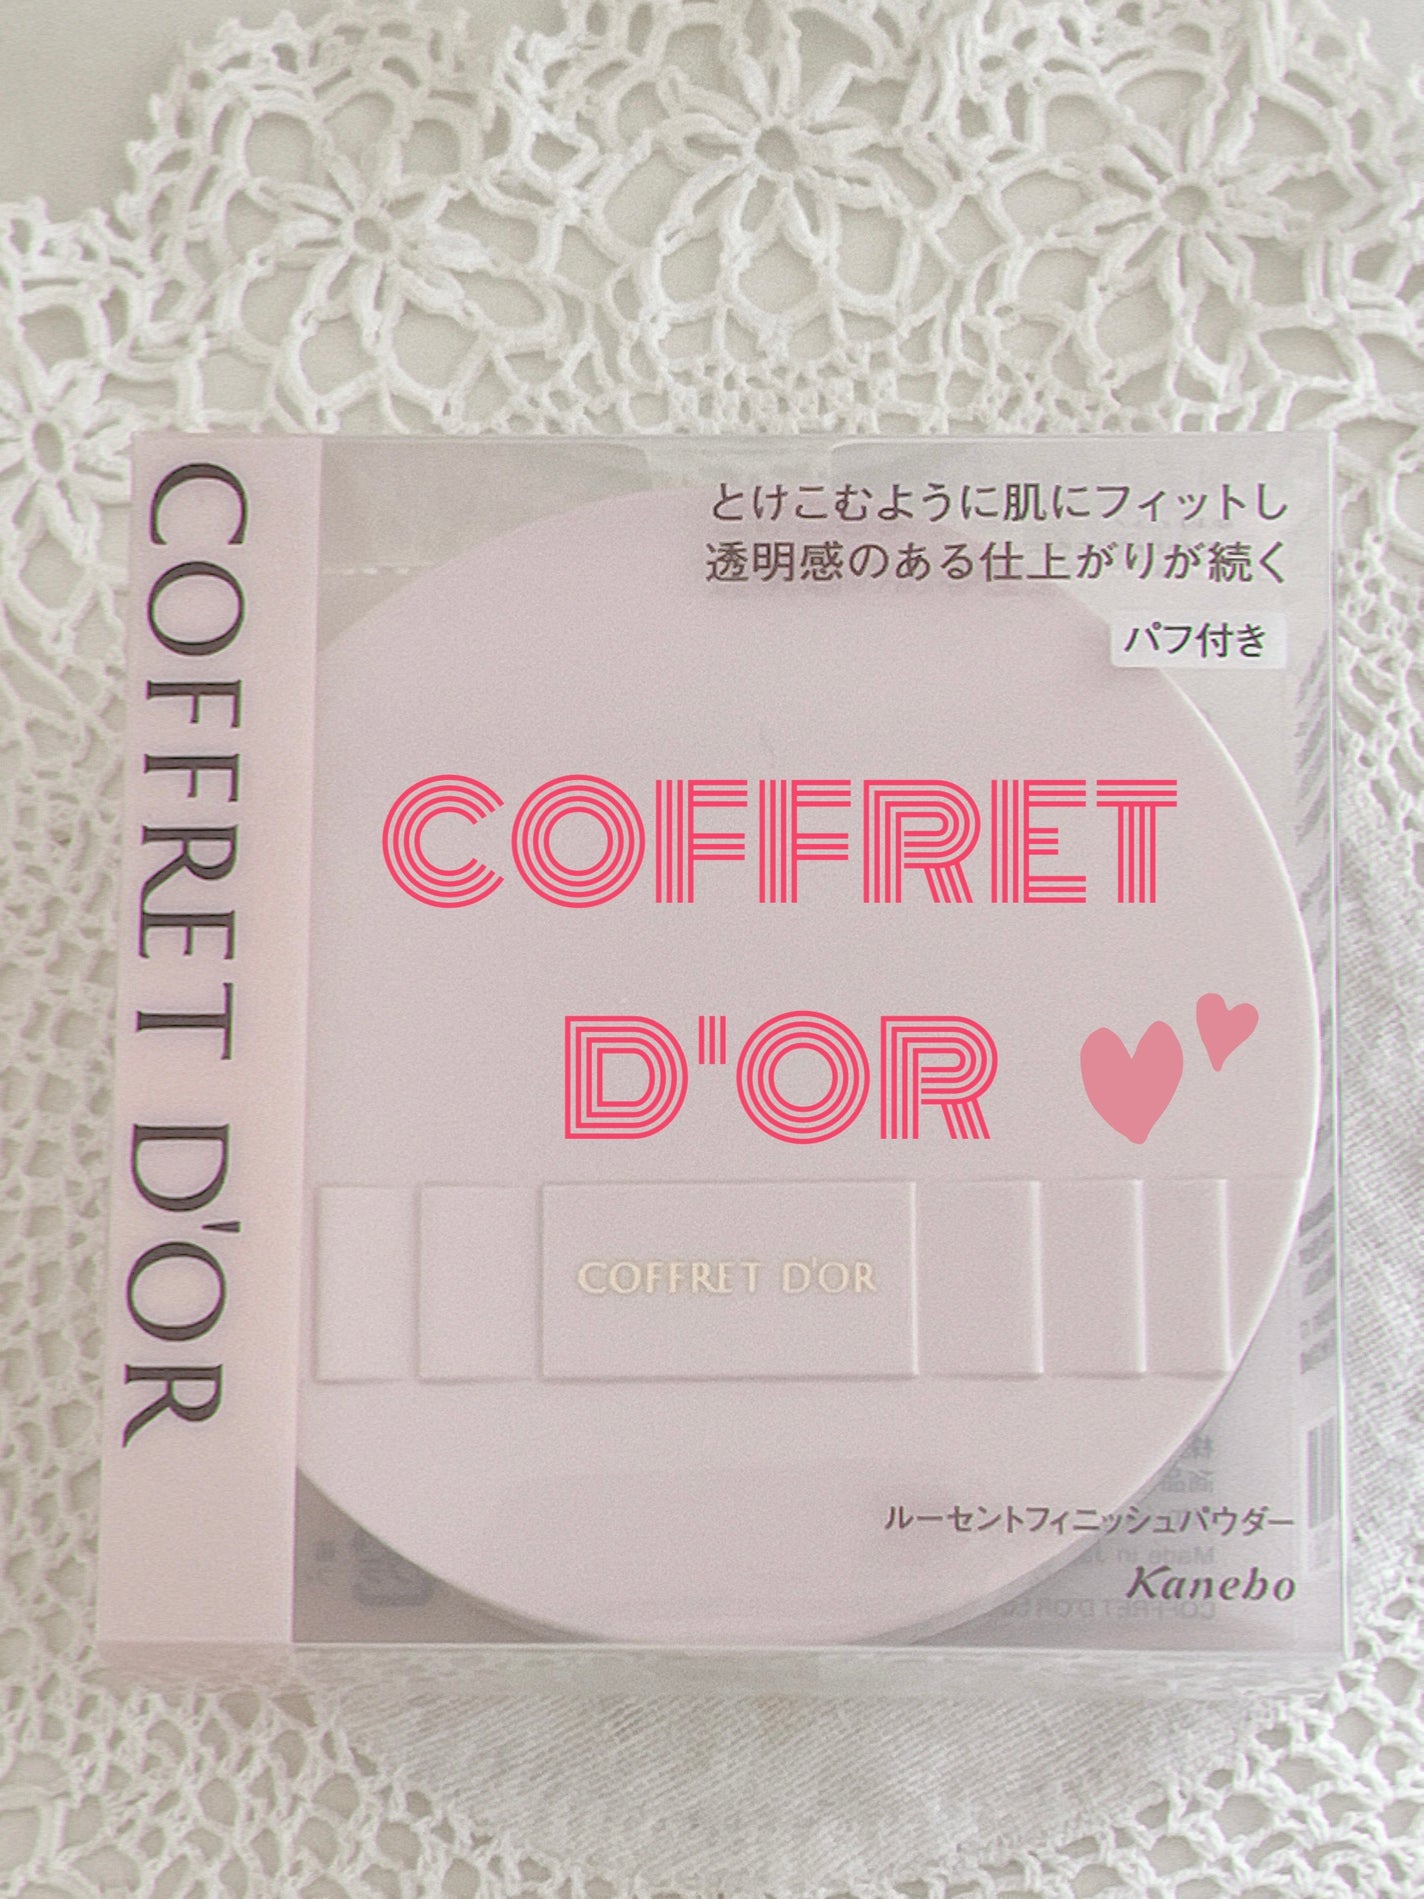 COFFRET D'OR
とけこむように肌にフィットし
透明感のある仕上がりが続く
パフ付き
COFFRET
D'OR
COFFRET D'OR
ルーセントフィニッシュパウダー
Kanebo